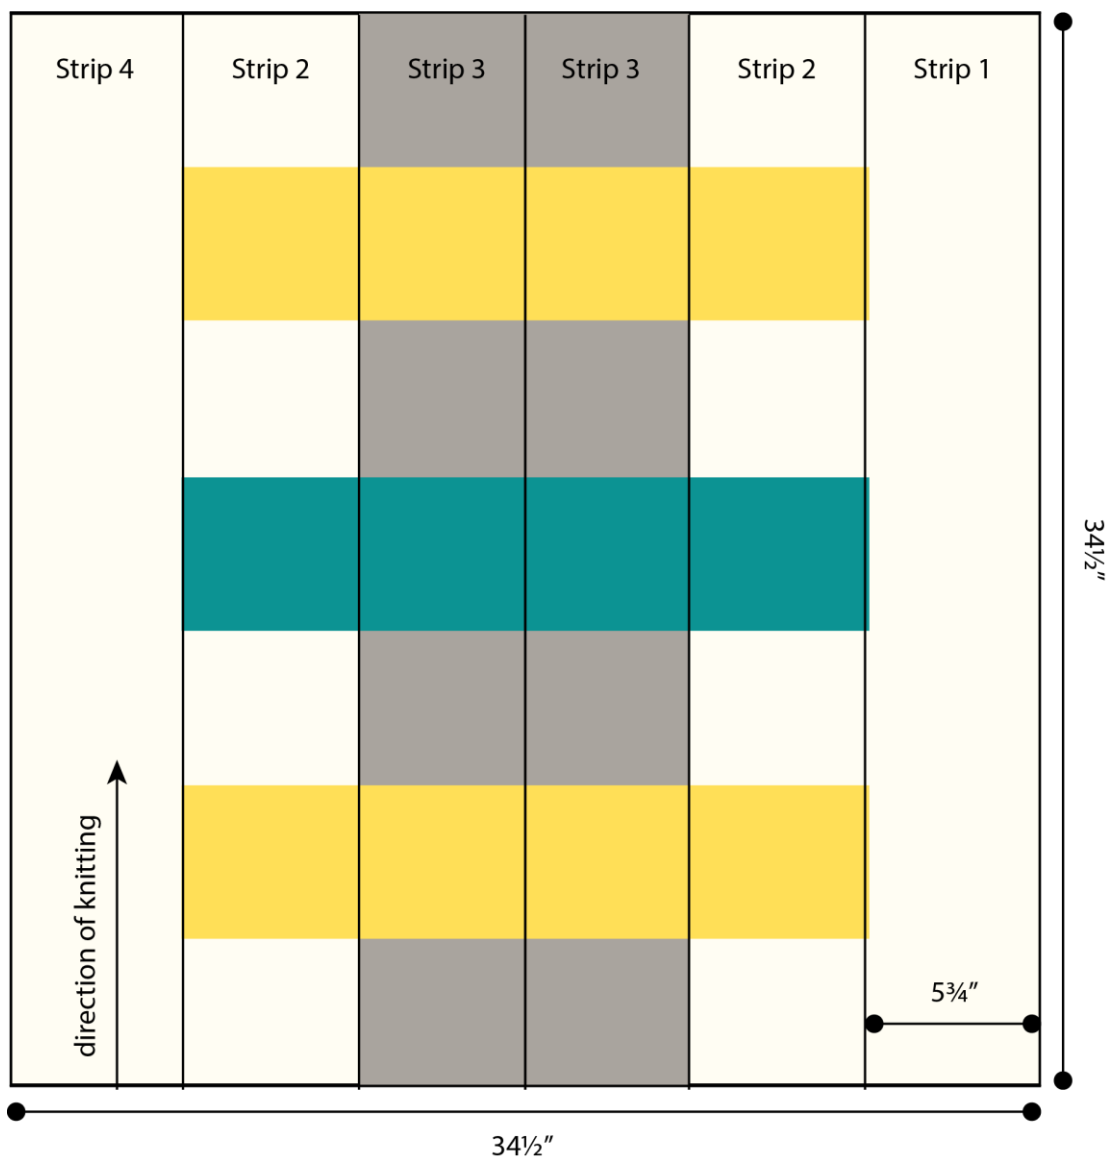 Strip 4
Strip 2
Strip 3
Strip 3
Strip 2
Strip 1
34½″
direction of knitting
5¾″
34½″